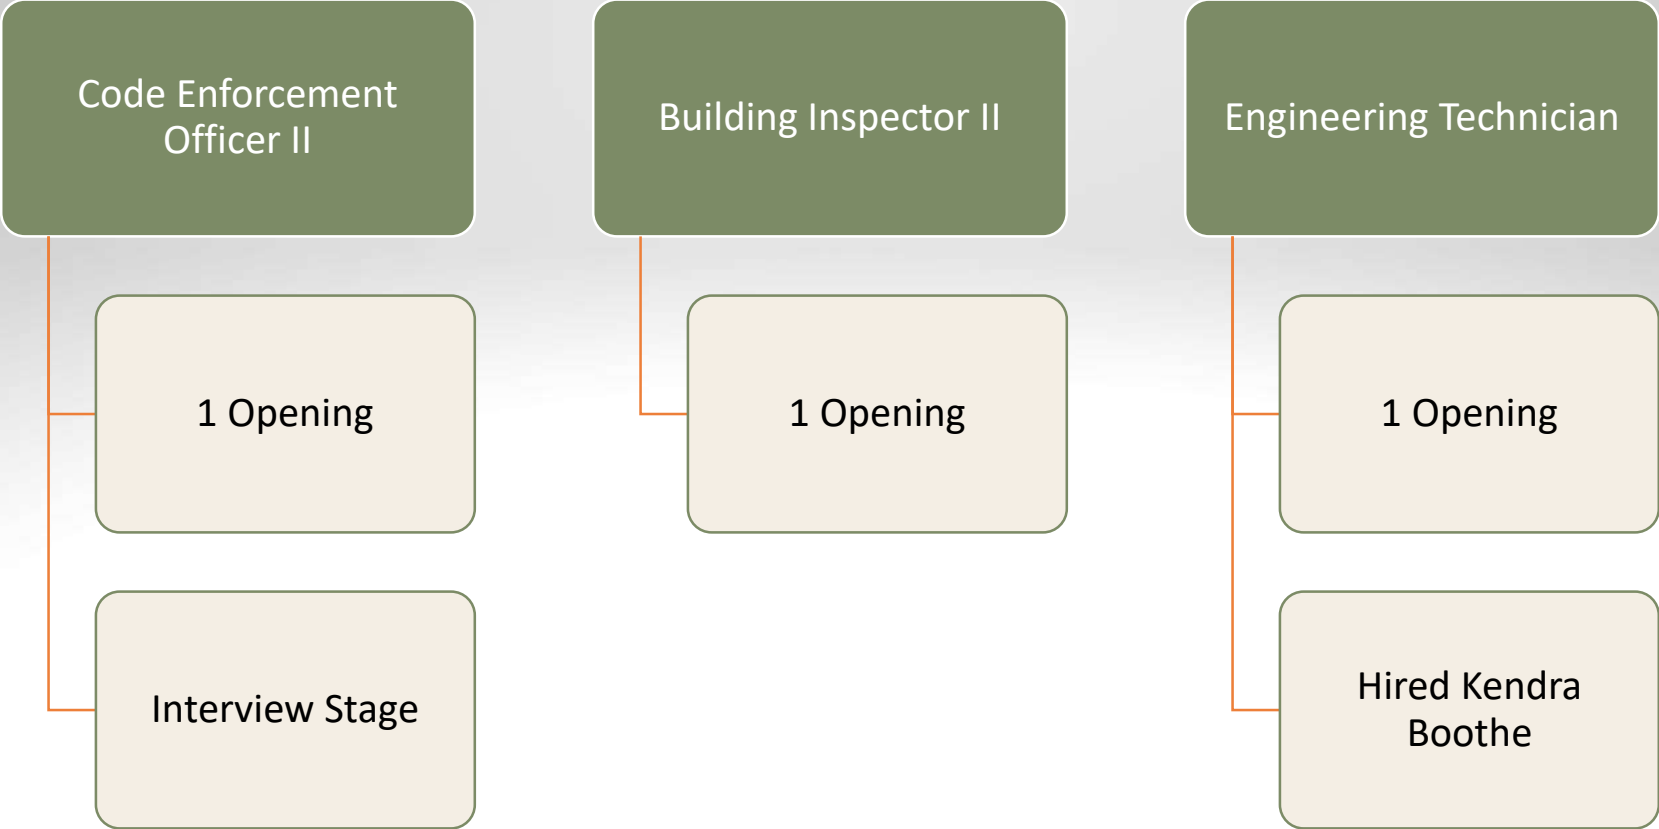 Code Enforcement
Officer II
1 Opening
Interview Stage
Building Inspector II
1 Opening
Engineering Technician
1 Opening
Hired Kendra
Boothe